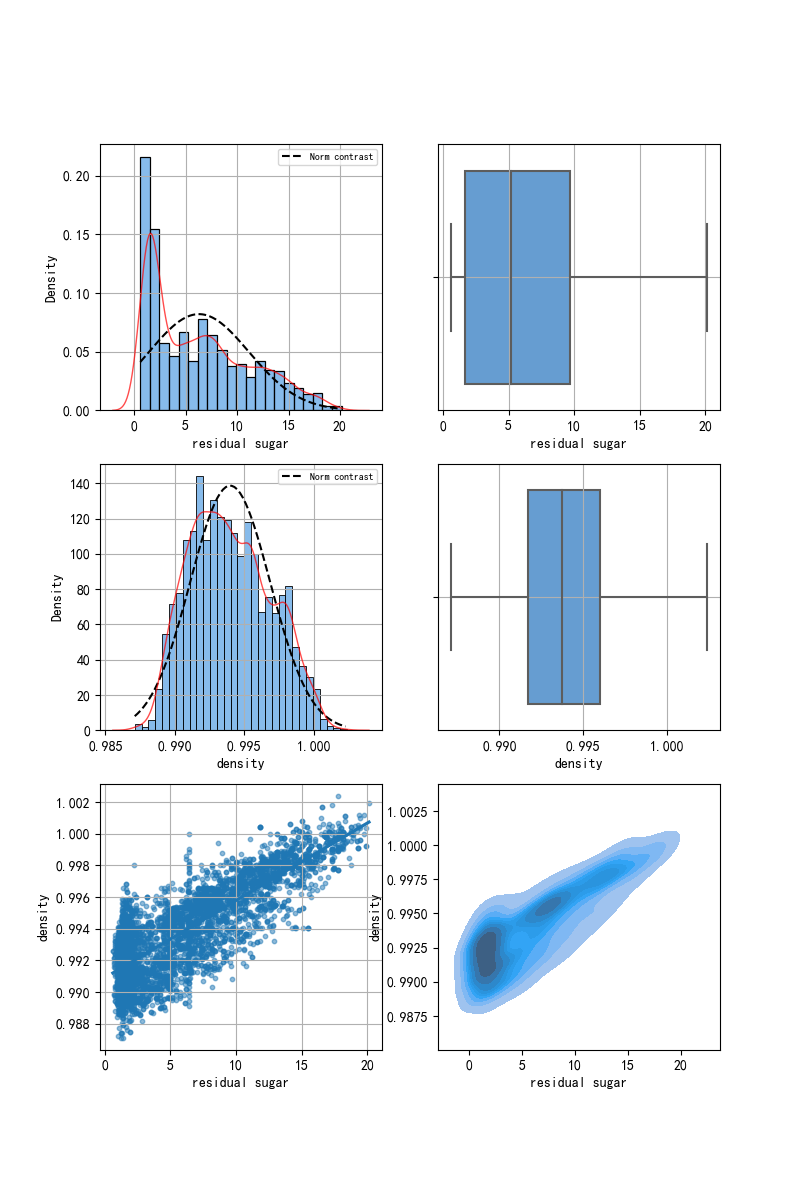 Norm contrast
0.20
0.15
0.10
0.05
0.00
Density
0 5 10 15 20
residual sugar
0 5 10 15 20
residual sugar
Norm contrast
140
120
100
80
60
40
20
0
Density
0.985 0.990 0.995 1.000
density
0.990 0.995 1.000
density
1.002
1.000
0.998
0.996
0.994
0.992
0.990
0.988
density
0 5 10 15 20
residual sugar
1.0025
1.0000
0.9975
0.9950
0.9925
0.9900
0.9875
density
0 5 10 15 20
residual sugar